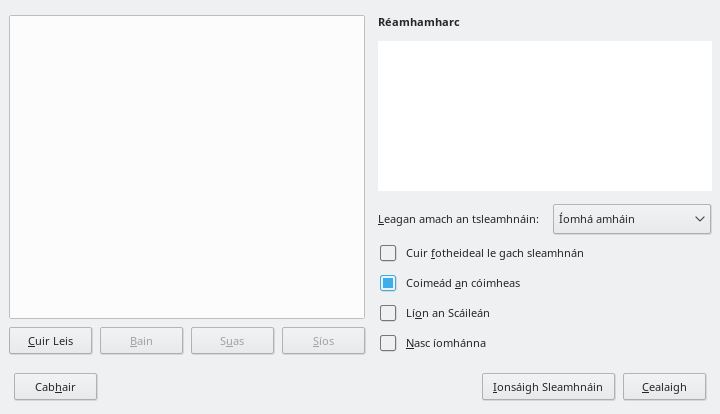 Réamhamharc
Leagan amach an tsleamhnáin:
Íomhá amháin
Cuir fotheideal le gach sleamhnán
Coimeád an cóimheas
Líon an Scáileán
Nasc íomhánna
Cuir Leis
Bain
Suas
Síos
Cabhair
Ionsáigh Sleamhnáin
Cealaigh